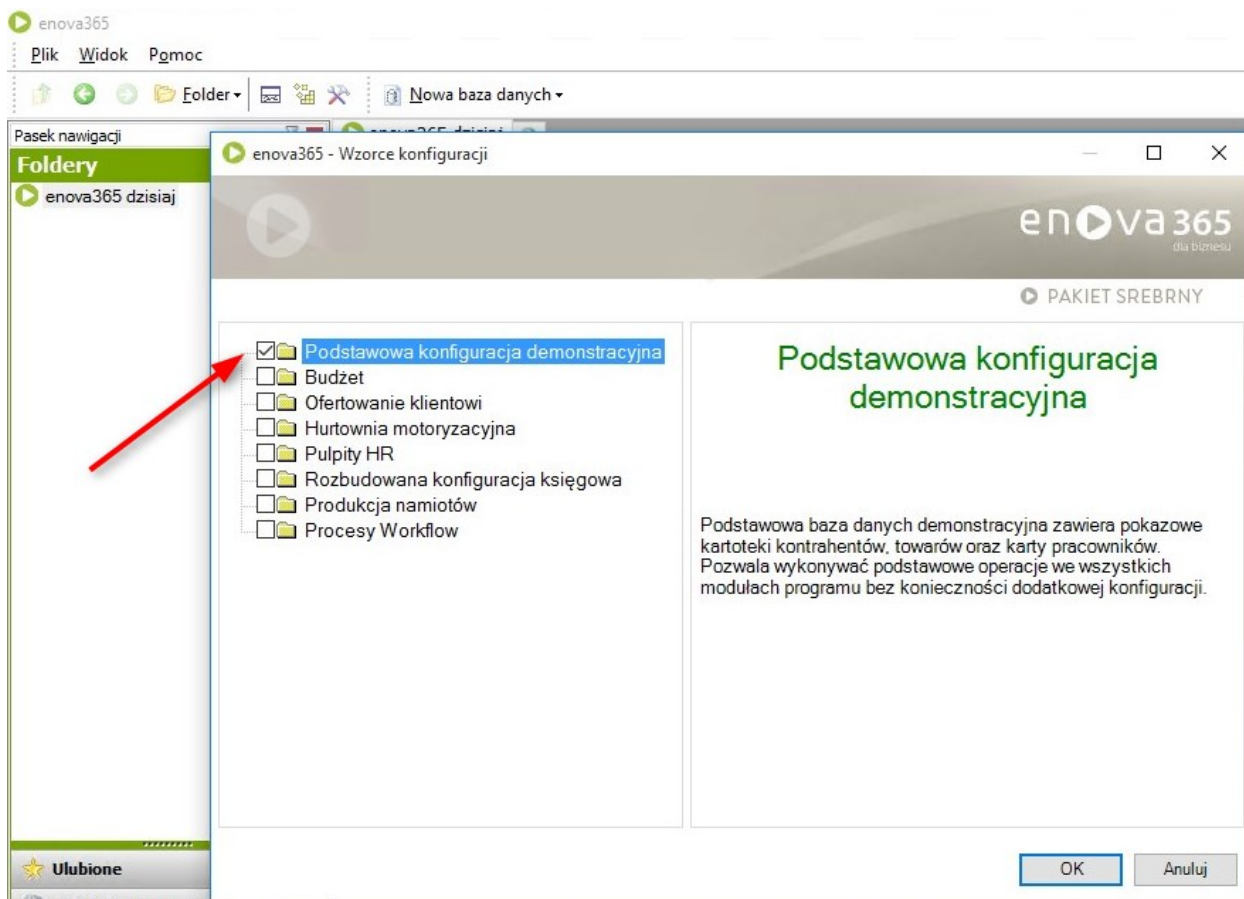 enova365
Plik Widok Pomoc
Folder Nowa baza danych
Pasek nawigacji
Foldery
enova365 dzisiaj
enova365 - Wzorce konfiguracji
enova365
dla biznesu
PAKIET SREBRNY
Podstawowa konfiguracja demonstracyjna
Budżet
Ofertowanie klientowi
Hurtownia motoryzacyjna
Pulpity HR
Rozbudowana konfiguracja księgowa
Produkcja namiotów
Procesy Workflow
Podstawowa konfiguracja
demonstracyjna
Podstawowa baza danych demonstracyjna zawiera pokazowe
kartoteki kontrahentów, towarów oraz karty pracowników.
Pozwala wykonywać podstawowe operacje we wszystkich
modułach programu bez konieczności dodatkowej konfiguracji.
Ulubione
OK Anuluj